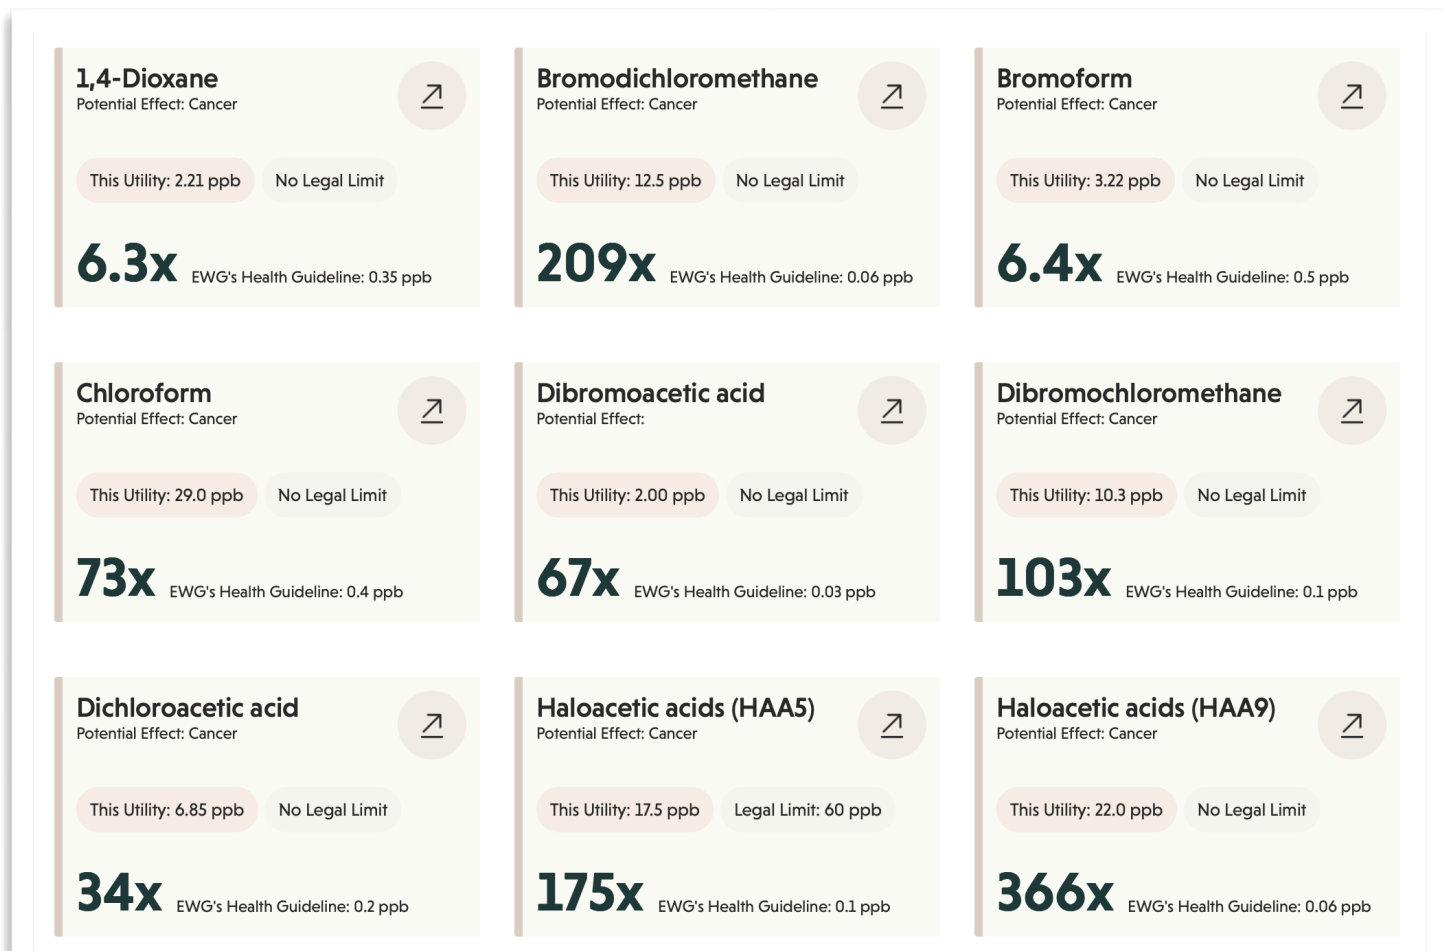 1,4-Dioxane
Potential Effect: Cancer
This Utility: 2.21 ppb
No Legal Limit
6.3x
EWG's Health Guideline: 0.35 ppb
Bromodichloromethane
Potential Effect: Cancer
This Utility: 12.5 ppb
No Legal Limit
209x
EWG's Health Guideline: 0.06 ppb
Bromoform
Potential Effect: Cancer
This Utility: 3.22 ppb
No Legal Limit
6.4x
EWG's Health Guideline: 0.5 ppb
Chloroform
Potential Effect: Cancer
This Utility: 29.0 ppb
No Legal Limit
73x
EWG's Health Guideline: 0.4 ppb
Dibromoacetic acid
Potential Effect:
This Utility: 2.00 ppb
No Legal Limit
67x
EWG's Health Guideline: 0.03 ppb
Dibromochloromethane
Potential Effect: Cancer
This Utility: 10.3 ppb
No Legal Limit
103x
EWG's Health Guideline: 0.1 ppb
Dichloroacetic acid
Potential Effect: Cancer
This Utility: 6.85 ppb
No Legal Limit
34x
EWG's Health Guideline: 0.2 ppb
Haloacetic acids (HAA5)
Potential Effect: Cancer
This Utility: 17.5 ppb
Legal Limit: 60 ppb
175x
EWG's Health Guideline: 0.1 ppb
Haloacetic acids (HAA9)
Potential Effect: Cancer
This Utility: 22.0 ppb
No Legal Limit
366x
EWG's Health Guideline: 0.06 ppb